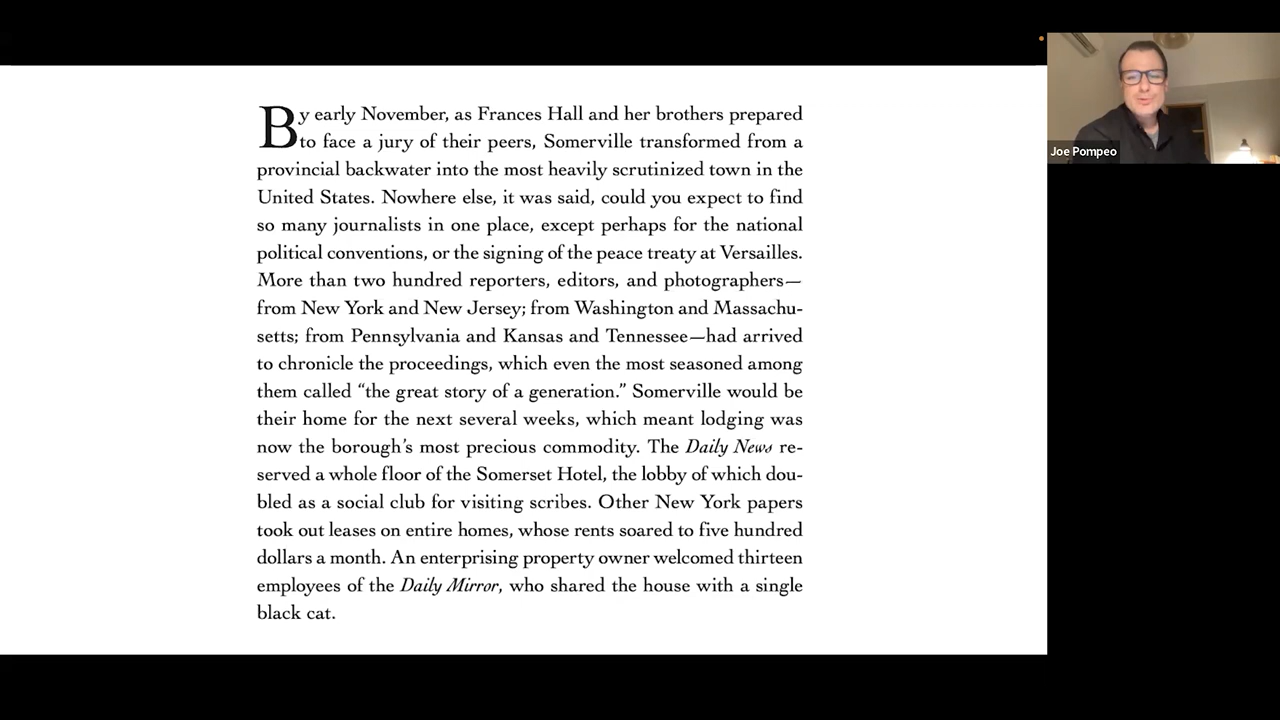 By early November, as Frances Hall and her brothers prepared
to face a jury of their peers, Somerville transformed from a
provincial backwater into the most heavily scrutinized town in the
United States. Nowhere else, it was said, could you expect to find
so many journalists in one place, except perhaps for the national
political conventions, or the signing of the peace treaty at Versailles.
More than two hundred reporters, editors, and photographers—
from New York and New Jersey; from Washington and Massachu-
setts; from Pennsylvania and Kansas and Tennessee—had arrived
to chronicle the proceedings, which even the most seasoned among
them called “the great story of a generation.” Somerville would be
their home for the next several weeks, which meant lodging was
now the borough’s most precious commodity. The Daily News re-
served a whole floor of the Somerset Hotel, the lobby of which dou-
bled as a social club for visiting scribes. Other New York papers
took out leases on entire homes, whose rents soared to five hundred
dollars a month. An enterprising property owner welcomed thirteen
employees of the Daily Mirror, who shared the house with a single
black cat.
Joe Pompeo